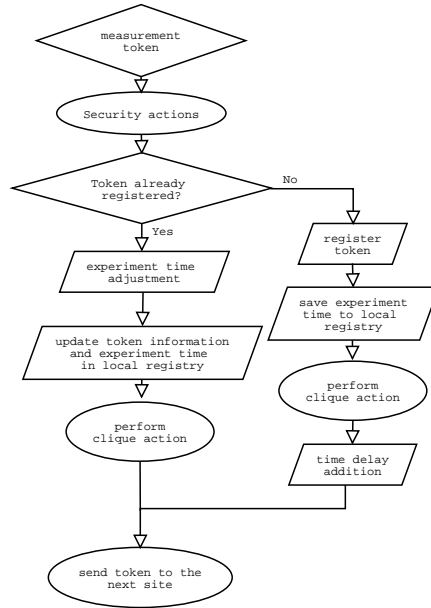 measurement
token
Security actions
Token already
registered?
No
Yes
register
token
experiment time
adjustment
save experiment
time to local
registry
update token information
and experiment time
in local registry
perform
clique action
perform
clique action
time delay
addition
send token to the
next site